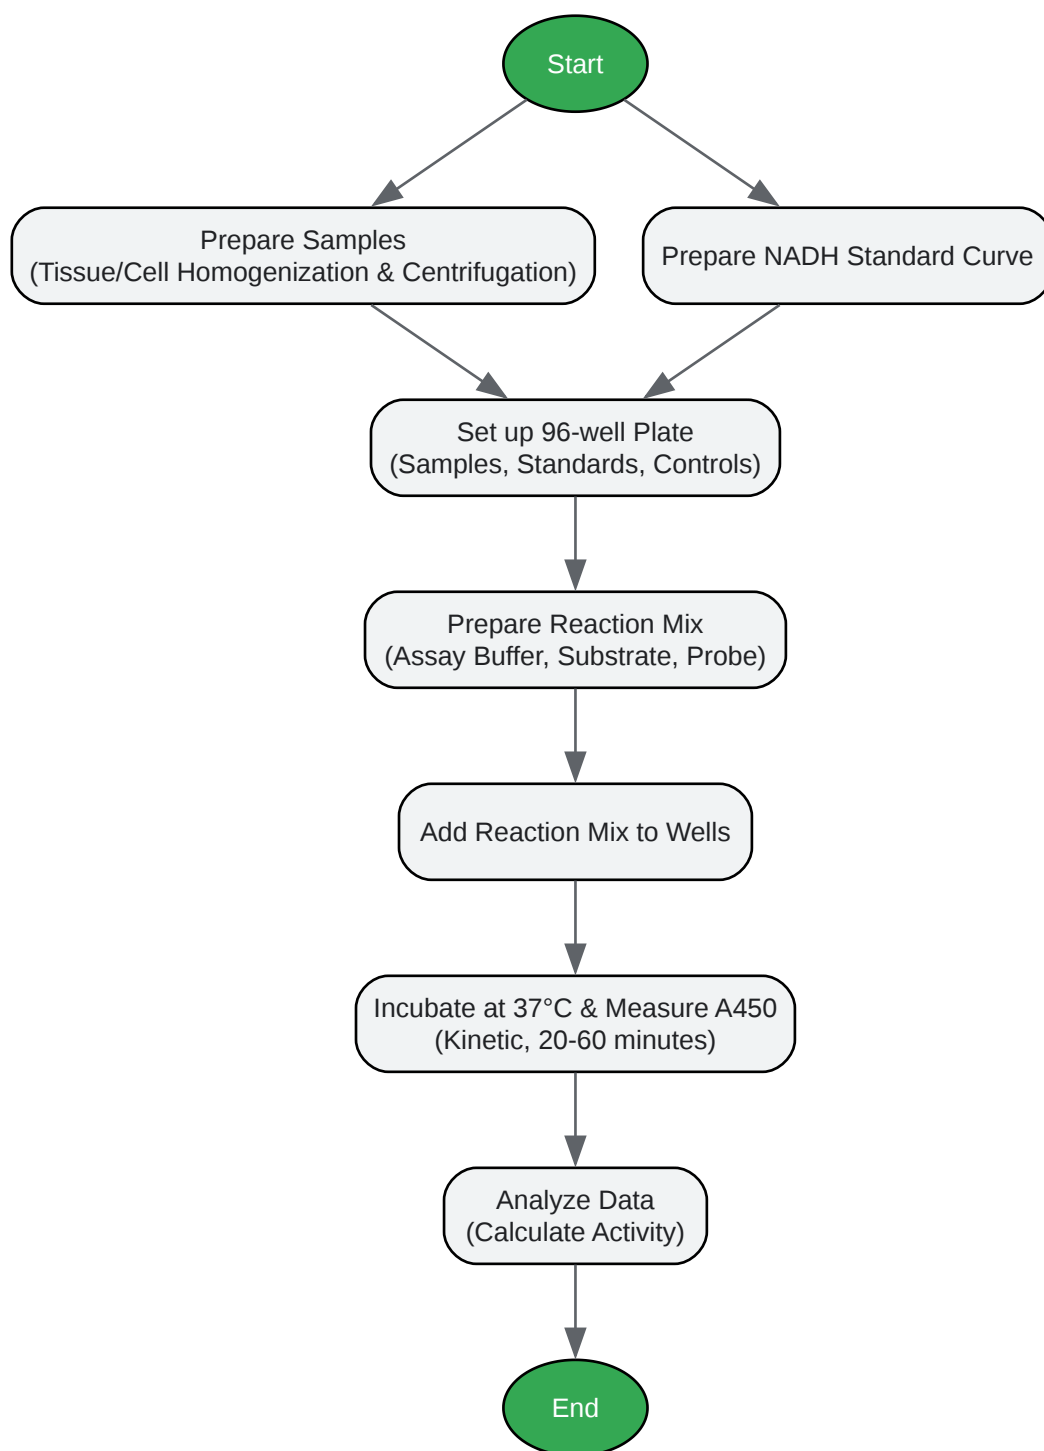 Start
Prepare Samples
(Tissue/Cell Homogenization & Centrifugation)
Prepare NADH Standard Curve
Set up 96-well Plate
(Samples, Standards, Controls)
Prepare Reaction Mix
(Assay Buffer, Substrate, Probe)
Add Reaction Mix to Wells
Incubate at 37°C & Measure A450
(Kinetic, 20-60 minutes)
Analyze Data
(Calculate Activity)
End